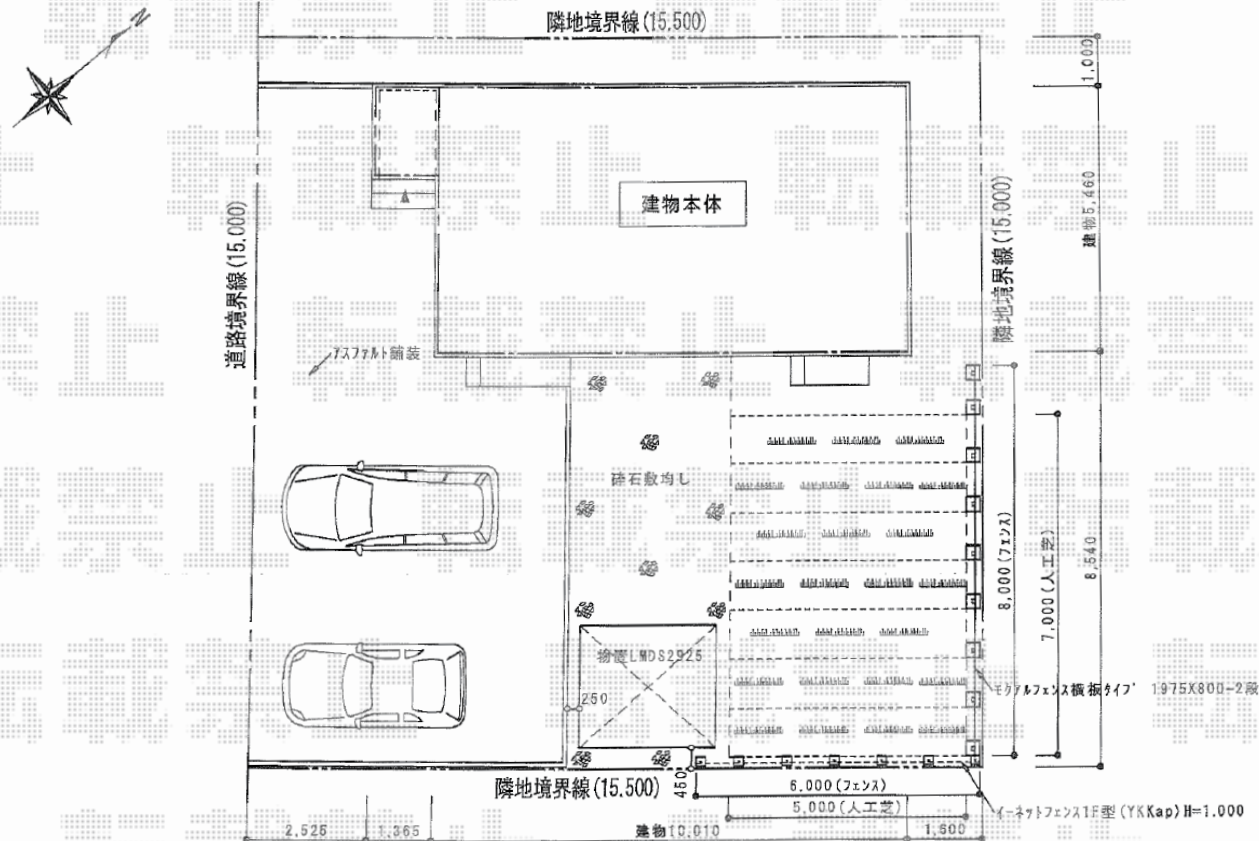 N
隣地境界線(15.500)
1,000
建物本体
建物5,460
道路境界線(15.000)
隣地境界線(15.000)
アスファルト舗装
砕石敷均し
8,000(フェンス)
7,000(人工芝)
8,540
物置LMDS2925
モクアルフェンス横板タイプ 1975X800-2段
250
450
隣地境界線(15.500)
6,000(フェンス)
5,000(人工芝)
イーネットフェンス1F型(YKKap)H=1.000
2,525
1,365
建物10,010
1,500
転載禁止